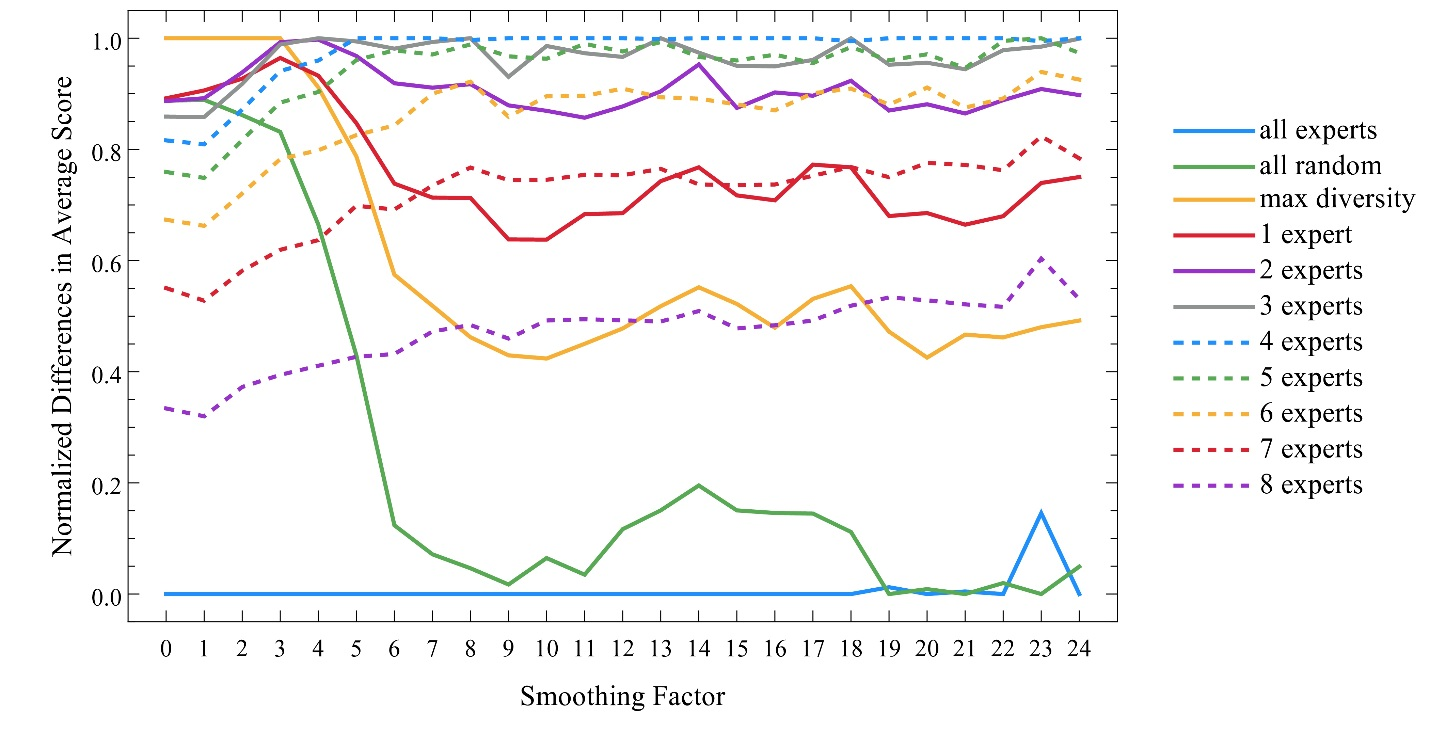 Normalized Differences in Average Score
1.0
0.8
0.6
0.4
0.2
0.0
0 1 2 3 4 5 6 7 8 9 10 11 12 13 14 15 16 17 18 19 20 21 22 23 24
Smoothing Factor
all experts
all random
max diversity
1 expert
2 experts
3 experts
4 experts
5 experts
6 experts
7 experts
8 experts